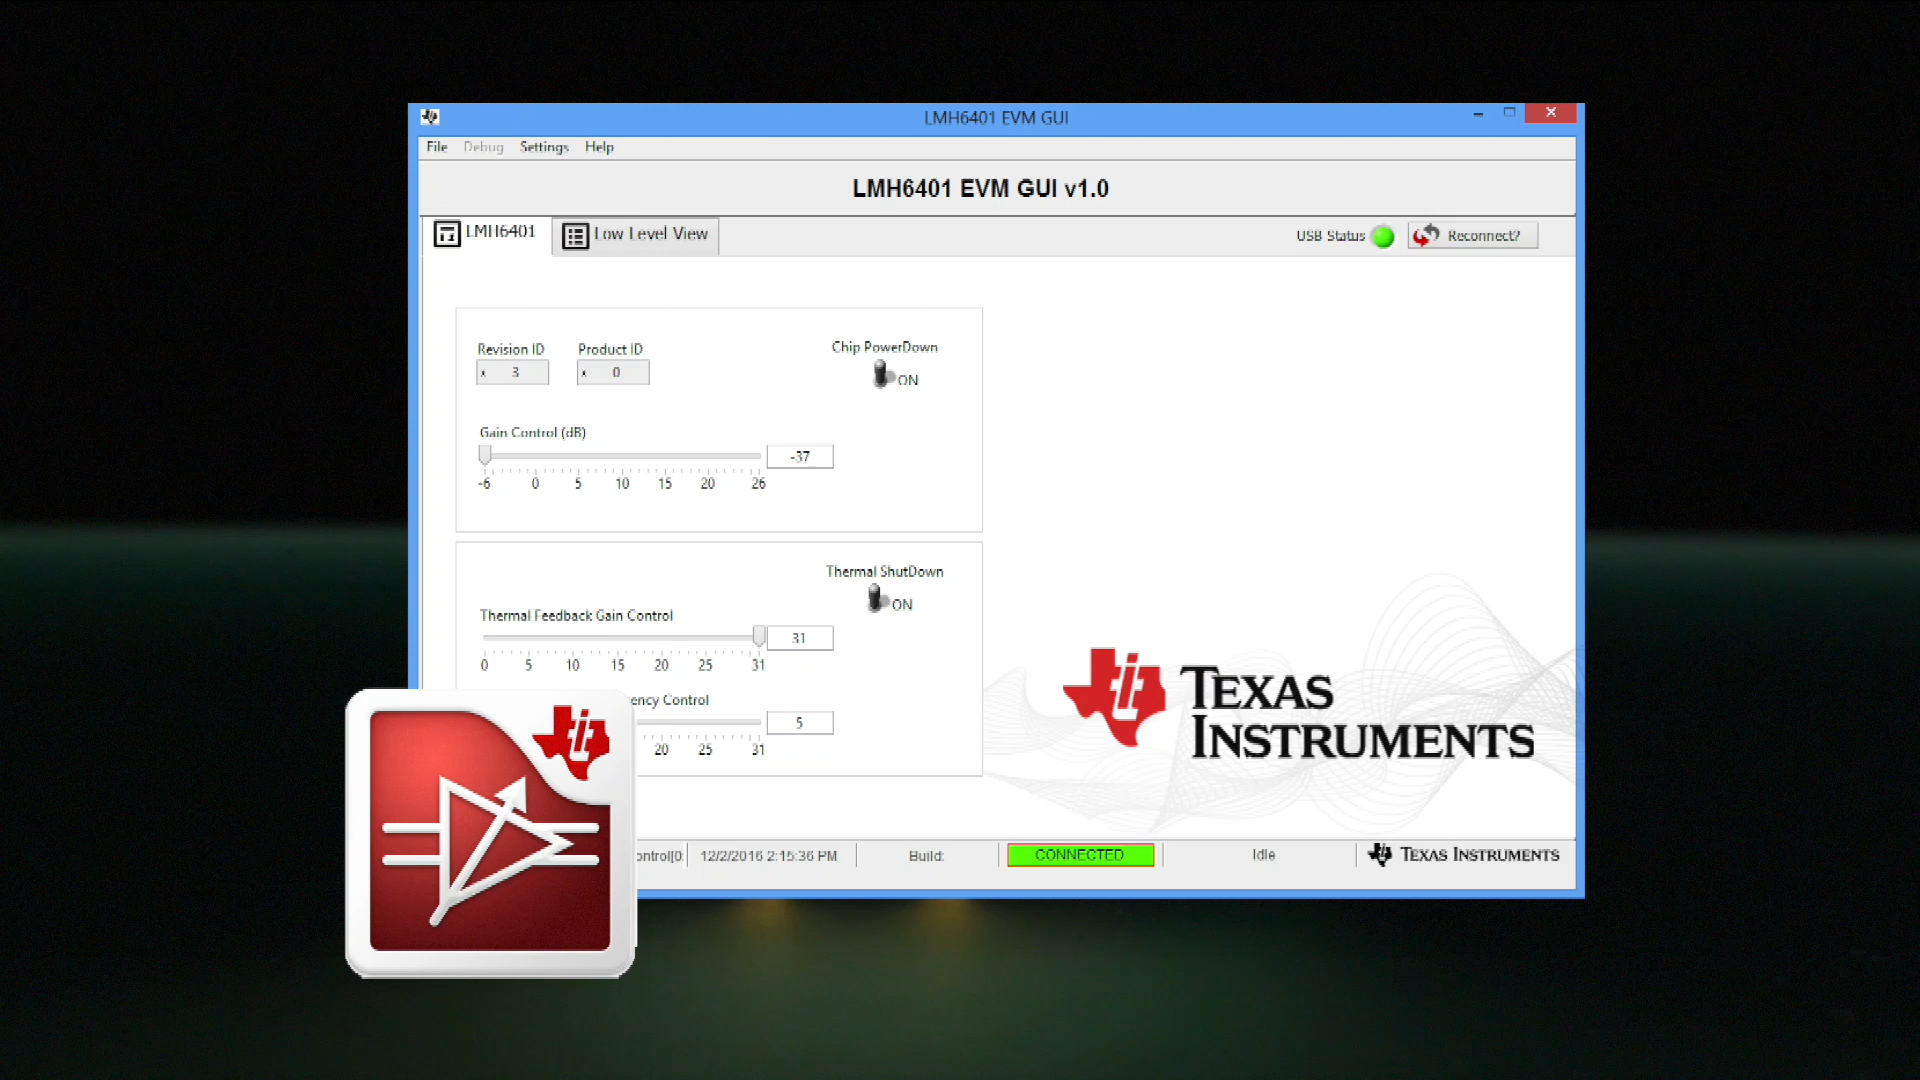 LMH6401 EVM GUI
File Debug Settings Help
LMH6401 EVM GUI v1.0
LMH6401 Low Level View USB Status Reconnect?
Revision ID Product ID Chip PowerDown
x 3 x 0 ON
Gain Control (dB)
-37
-6 0 5 10 15 20 26
Thermal ShutDown
ON
Thermal Feedback Gain Control
31
0 5 10 15 20 25 31
ency Control
5
20 25 31
TEXAS
INSTRUMENTS
ontrol[0: 12/2/2016 2:15:36 PM Build: CONNECTED Idle TEXAS INSTRUMENTS